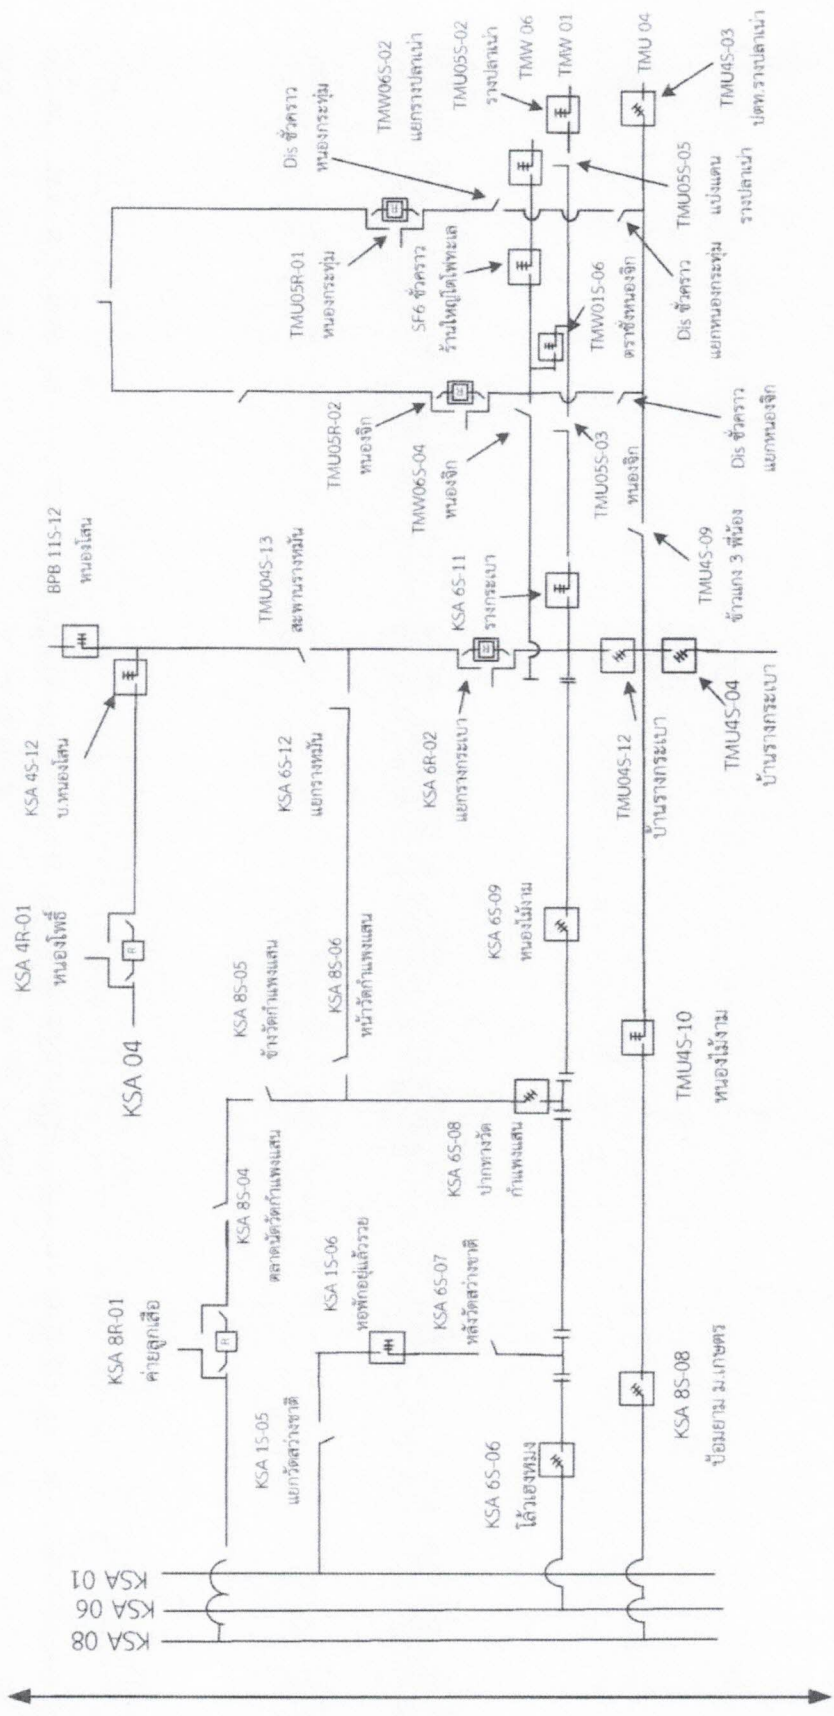 KSA 08
KSA 06
KSA 01
KSA 8R-01
ค่ายลูกเสือ
KSA 1S-05
แยกวัดสว่างชาติ
KSA 8S-04
ตลาดนัดวัดกำแพงแสน
KSA 1S-06
หอพักอยู่แล้วรวย
KSA 6S-07
หลังวัดสว่างชาติ
KSA 6S-06
โล้วเฮงหมง
KSA 8S-08
ป้อมยาม ม.เกษตร
KSA 04
KSA 4R-01
หนองโพธิ์
KSA 8S-05
ข้างวัดกำแพงแสน
KSA 8S-06
หน้าวัดกำแพงแสน
KSA 6S-08
ปากทางวัด
กำแพงแสน
KSA 6S-09
หนองไม้งาม
TMU4S-10
หนองไม้งาม
KSA 4S-12
บ.หนองโสน
BPB 11S-12
หนองโสน
KSA 6S-12
แยกรางหมัน
TMU04S-13
สะพานรางหมัน
KSA 6R-02
แยกรางกระเบา
KSA 6S-11
รางกระเบา
TMU04S-12
บ้านรางกระเบา
TMU4S-04
บ้านรางกระเบา
TMU4S-09
ข้าวแกง 3 พี่น้อง
TMU05R-02
หนองจิก
TMW06S-04
หนองจิก
TMU05S-03
หนองจิก
Dis ชั่วคราว
แยกหนองจิก
TMU05R-01
หนองกระทุ่ม
SF6 ชั่วคราว
ร้านใหญ่โตโฟทะเล
TMW01S-06
ตราชั่งหนองจิก
Dis ชั่วคราว
แยกหนองกระทุ่ม
Dis ชั่วคราว
หนองกระทุ่ม
TMW06S-02
แยกรางปลาเน่า
TMU05S-02
รางปลาเน่า
TMU05S-05
แบ่งแดน
รางปลาเน่า
TMW 06
TMW 01
TMU 04
TMU4S-03
ปตท.รางปลาเน่า
R
R